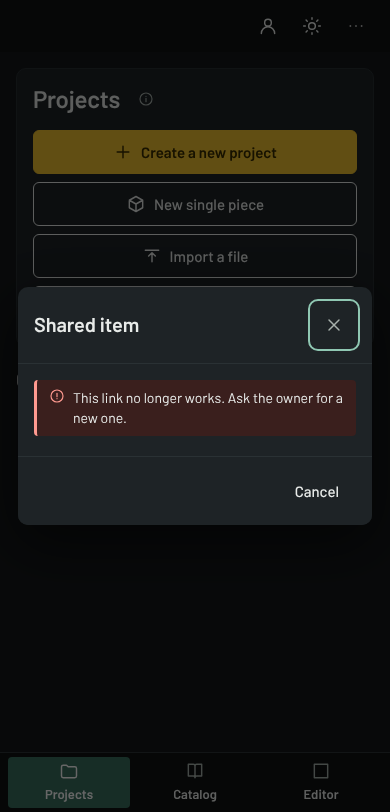 Projects
Create a new project
New single piece
Import a file
Shared item
This link no longer works. Ask the owner for a
new one.
Cancel
Projects
Catalog
Editor